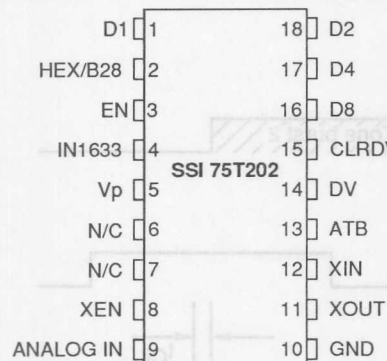 D1 1 18 D2
HEX/B28 2 17 D4
EN 3 16 D8
IN1633 4 15 CLRDV
SSI 75T202
Vp 5 14 DV
N/C 6 13 ATB
N/C 7 12 XIN
XEN 8 11 XOUT
ANALOG IN 9 10 GND